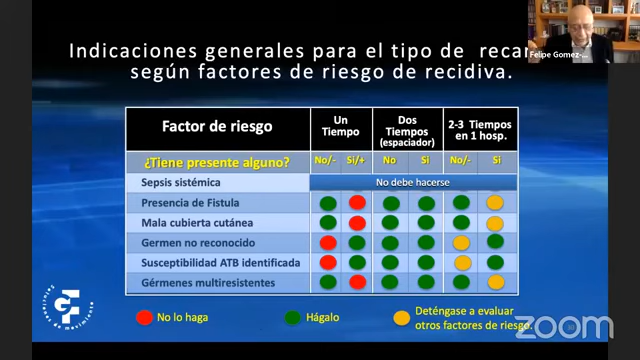 Indicaciones generales para el tipo de recam
según factores de riesgo de recidiva.
Felipe Gomez-...
Factor de riesgo
Un
Tiempo
Dos
Tiempos
(espaciador)
2-3 Tiempos
en 1 hosp.
¿Tiene presente alguno?
No/- Si/+ No Si No/- Si
Sepsis sistémica
No debe hacerse
Presencia de Fistula
Mala cubierta cutánea
Germen no reconocido
Susceptibilidad ATB identificada
Gérmenes multiresistentes
No lo haga
Hágalo
Deténgase a evaluar
otros factores de riesgo.
zoom